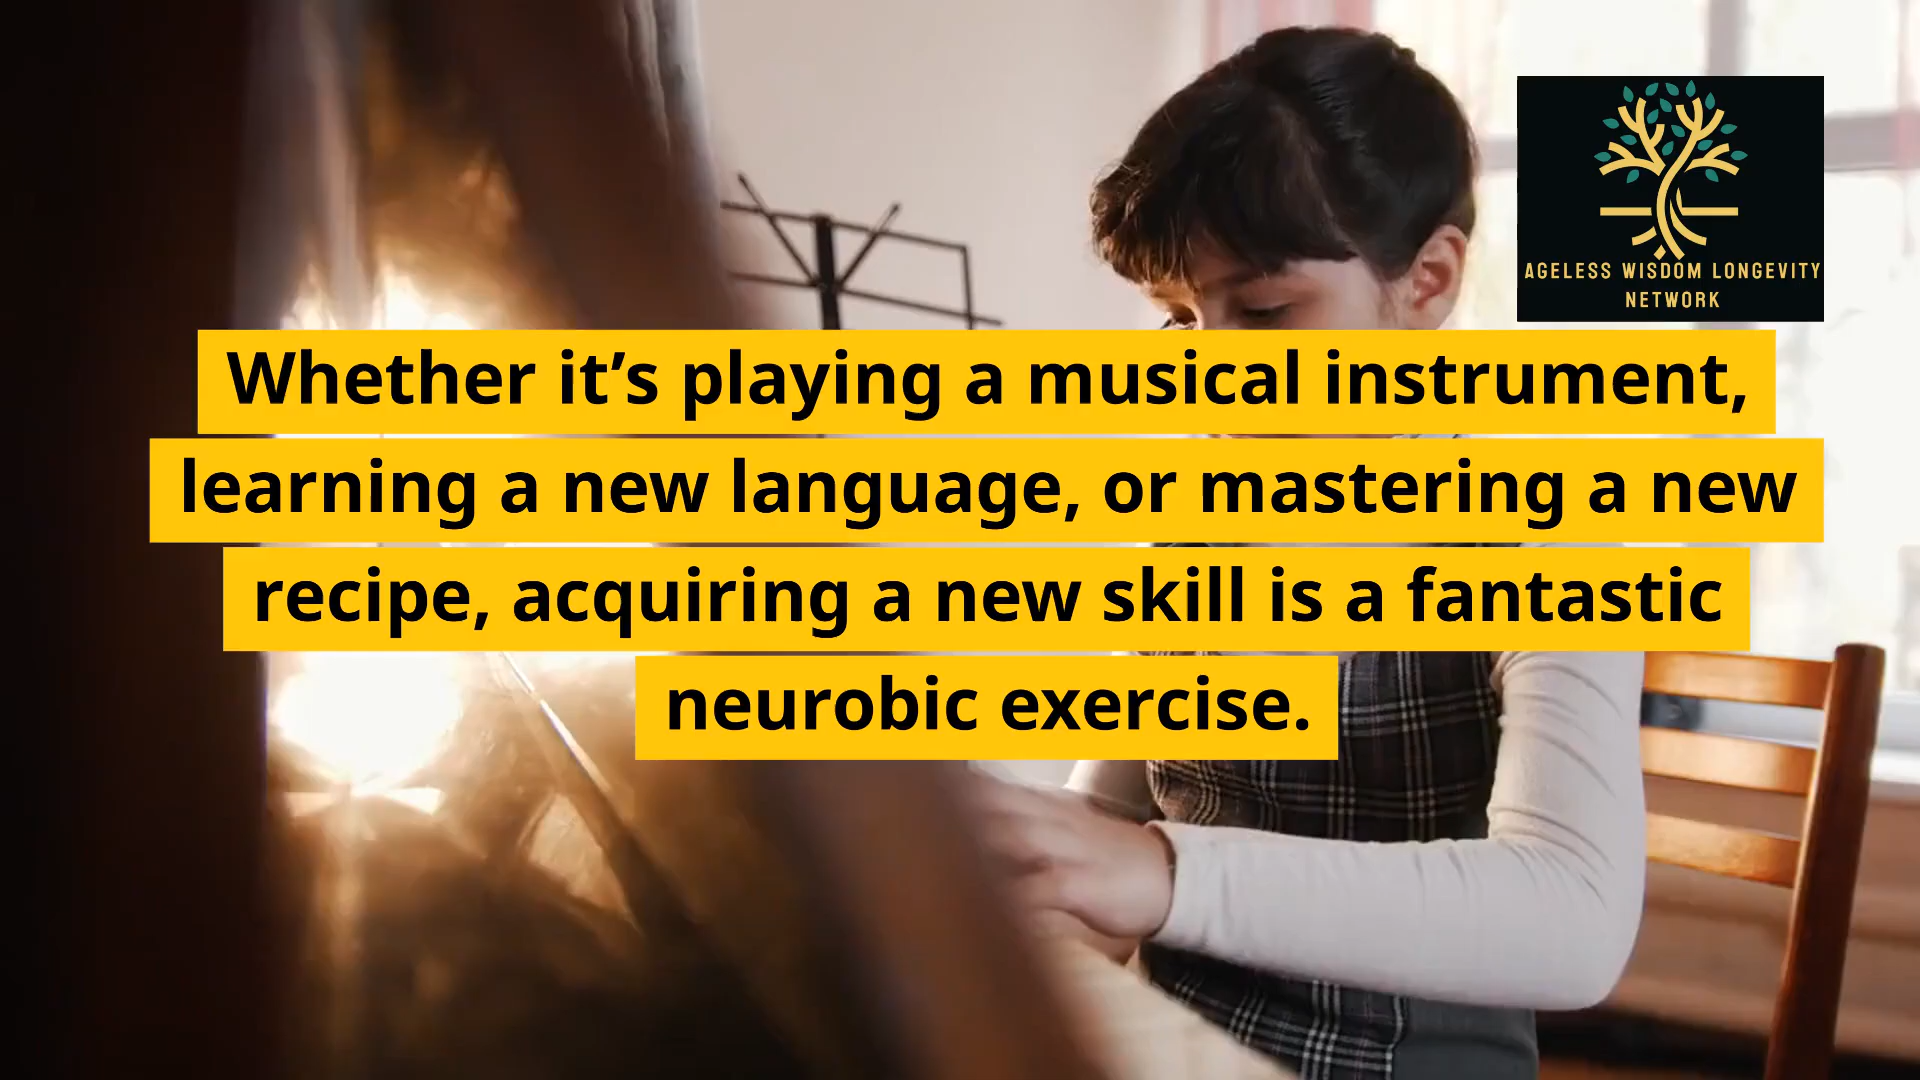 AGELESS WISDOM LONGEVITY
NETWORK
Whether it’s playing a musical instrument,
learning a new language, or mastering a new
recipe, acquiring a new skill is a fantastic
neurobic exercise.